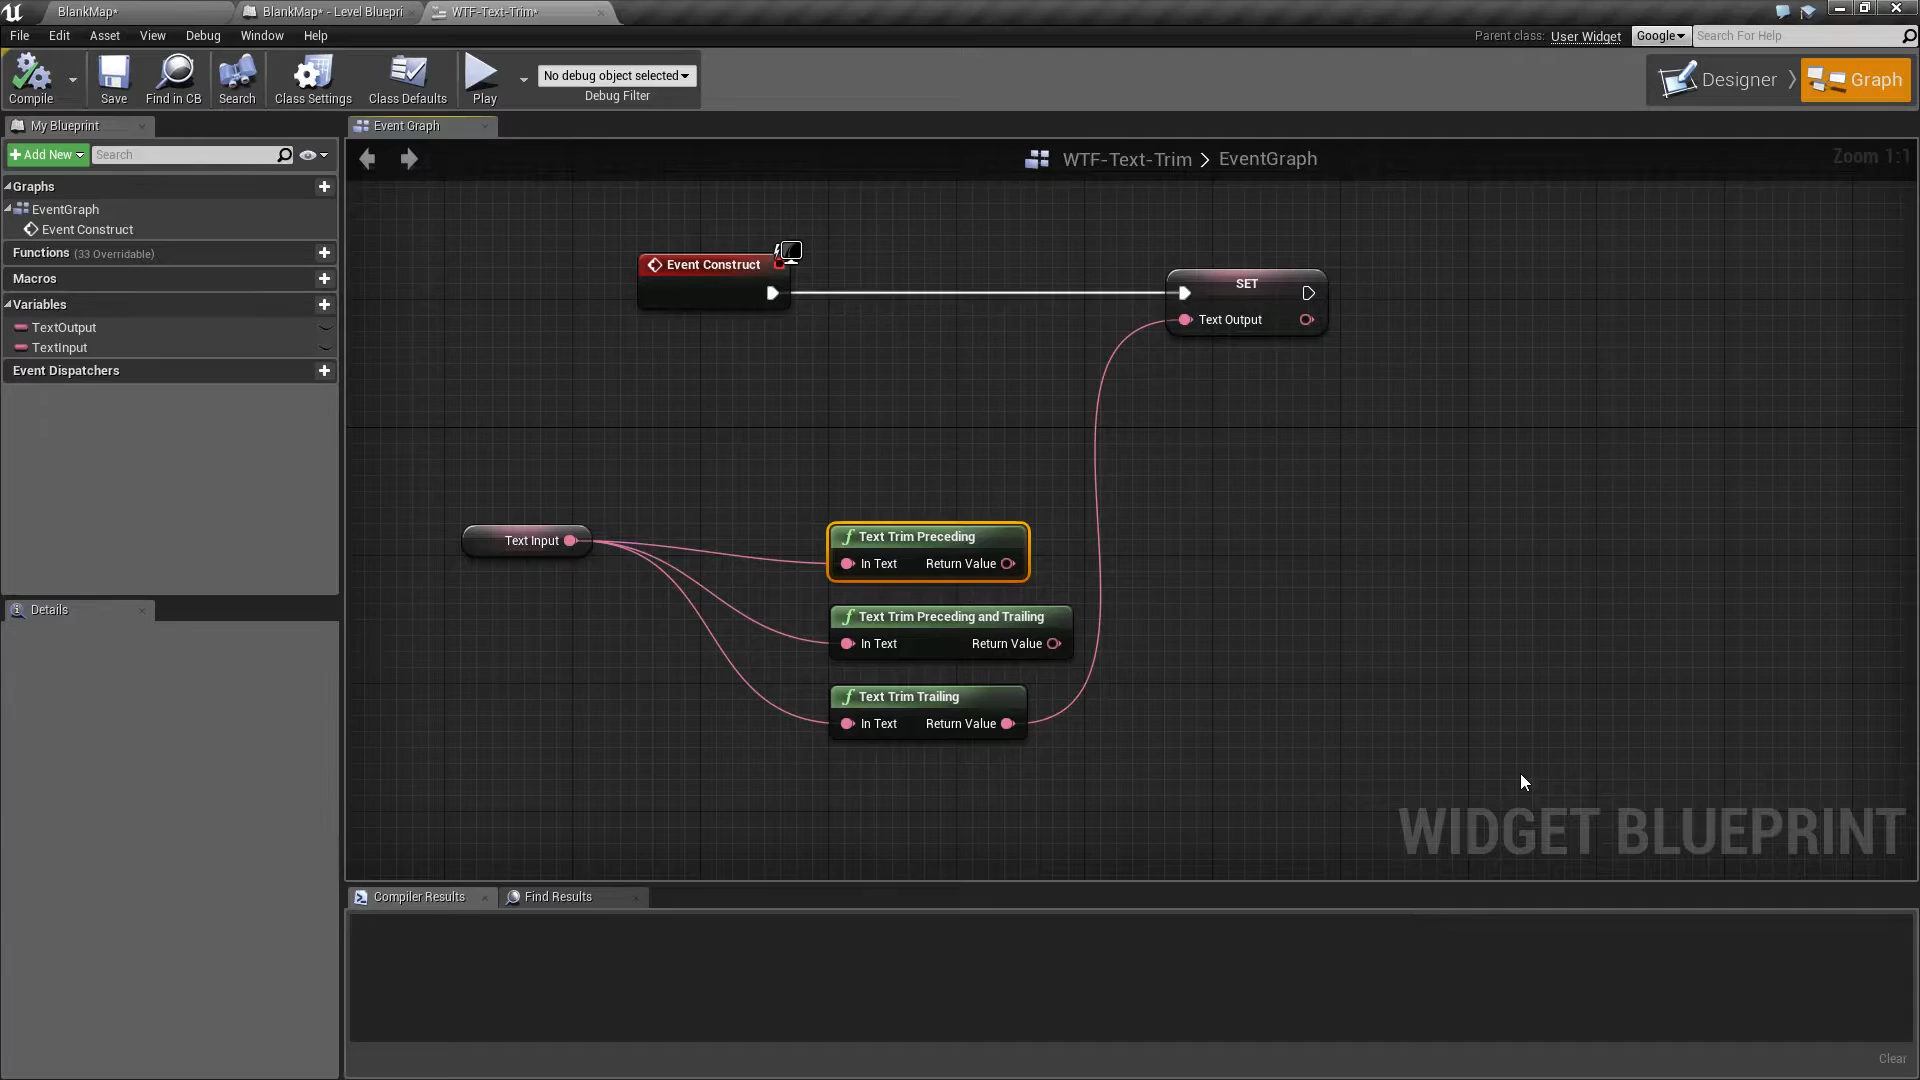 BlankMap*
BlankMap* - Level Bluepri
WTF-Text-Trim*
File
Edit
Asset
View
Debug
Window
Help
Parent class:
User Widget
Google
Search For Help
Compile
Save
Find in CB
Search
Class Settings
Class Defaults
Play
No debug object selected
Debug Filter
Designer
Graph
My Blueprint
Event Graph
Add New
Search
WTF-Text-Trim > EventGraph
Zoom 1:1
Graphs
EventGraph
Event Construct
Functions (33 Overridable)
Macros
Variables
TextOutput
TextInput
Event Dispatchers
Event Construct
SET
Text Output
Text Input
f Text Trim Preceding
In Text
Return Value
f Text Trim Preceding and Trailing
In Text
Return Value
f Text Trim Trailing
In Text
Return Value
Details
WIDGET BLUEPRINT
Compiler Results
Find Results
Clear